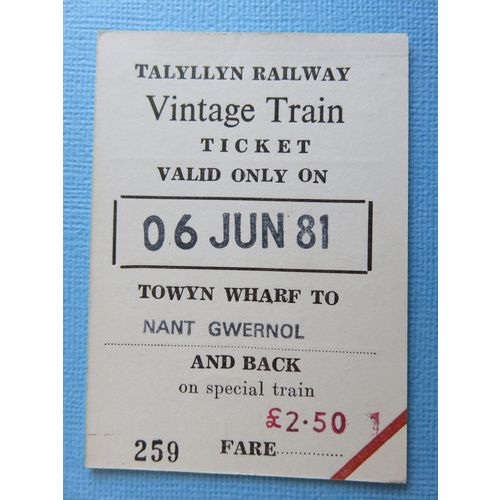 TALYLLYN RAILWAY
Vintage Train
TICKET
VALID ONLY ON
06 JUN 81
TOWYN WHARF TO
NANT GWERNOL
AND BACK
on special train
£2.50 1
259 FARE